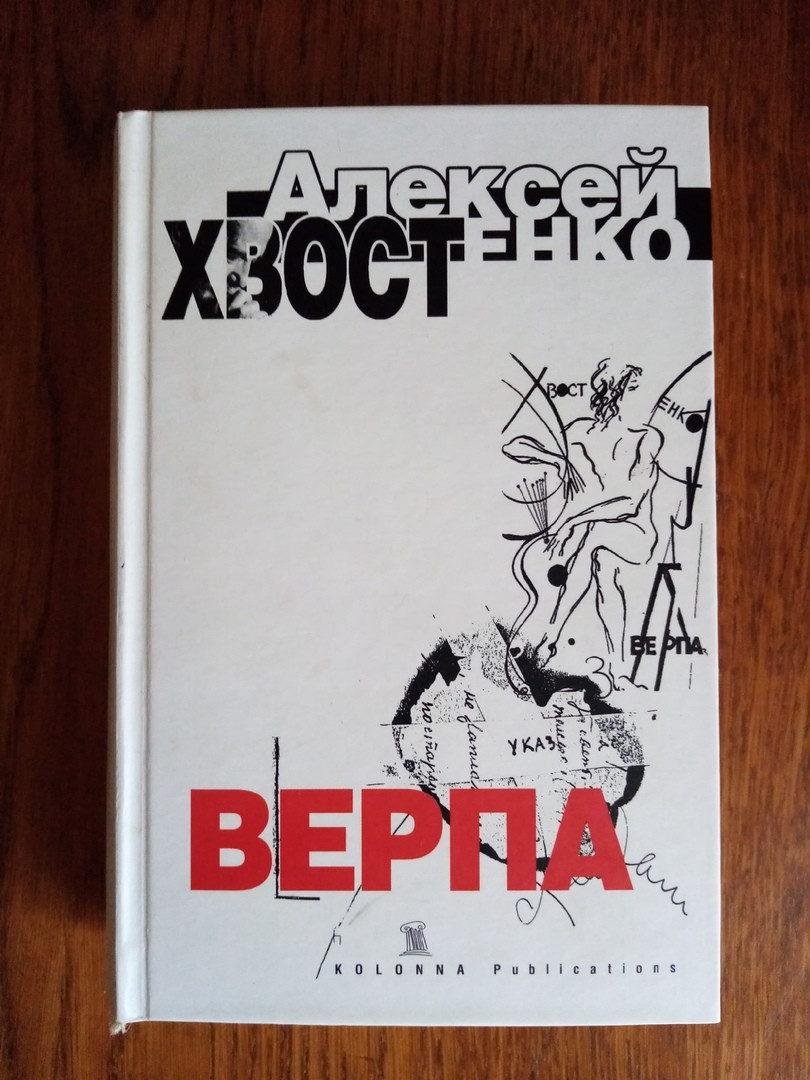 Алексей
ХВОСТЕНКО
ХВОСТ
ЕНКО
ВЕРПА
УКАЗ
ВЕРПА
KOLONNA Publications